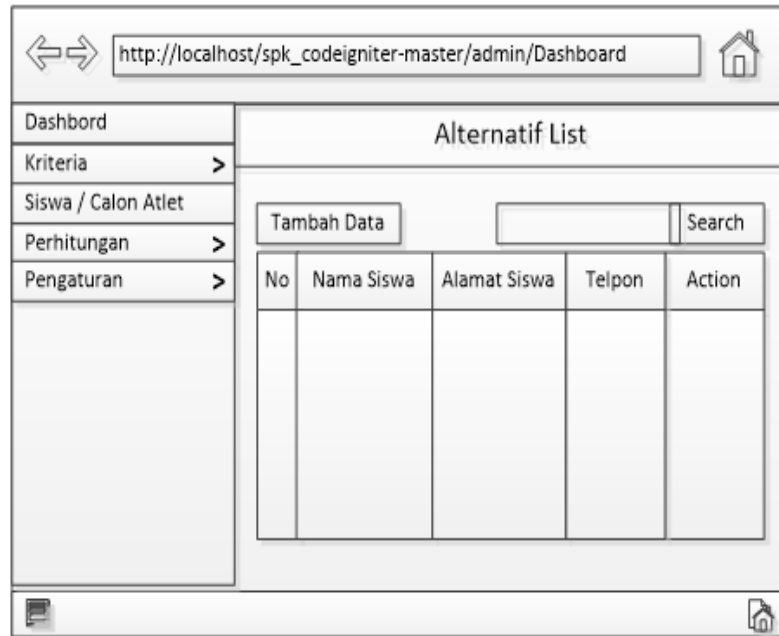 http://localhost/spk_codeigniter-master/admin/Dashboard
Dashbord
Kriteria >
Siswa / Calon Atlet
Perhitungan >
Pengaturan >
Alternatif List
Tambah Data
Search
No Nama Siswa Alamat Siswa Telpon Action